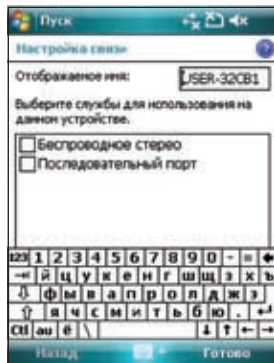 Пуск
Настройка связи
Отображаемое имя: USER-32CB1
Выберите службы для использования на
данном устройстве.
Беспроводное стерео
Последовательный порт
123 1 2 3 4 5 6 7 8 9 0 - =
й ц у к е н г ш щ з х ъ
ф ы в а п р о л д ж э
я ч с м и т ь б ю .
Ctl au ё \
Назад Готово